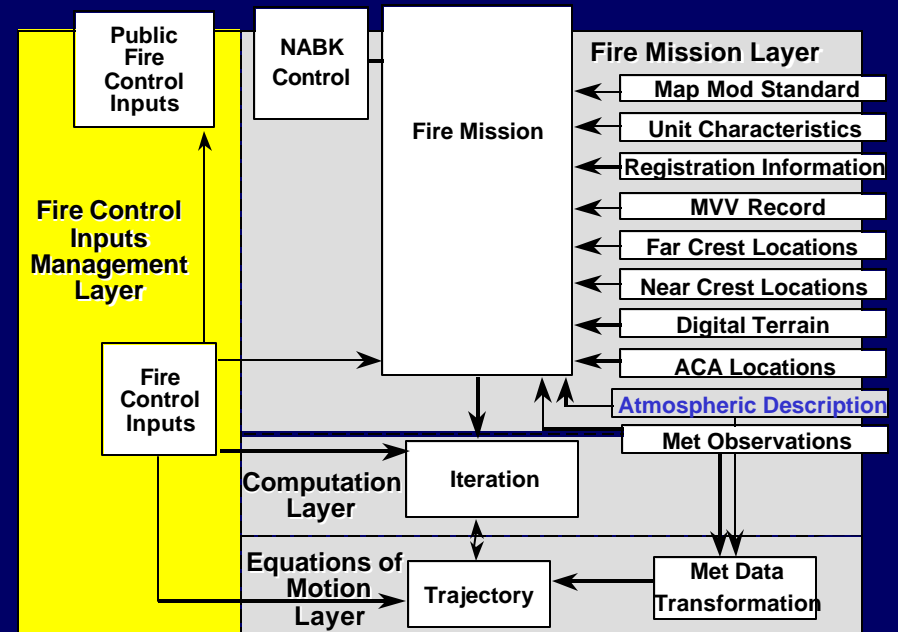 Public
Fire
Control
Inputs
NABK
Control
Fire Mission Layer
Fire Mission
Map Mod Standard
Unit Characteristics
Registration Information
MVV Record
Far Crest Locations
Near Crest Locations
Digital Terrain
ACA Locations
Atmospheric Description
Met Observations
Fire Control
Inputs
Management
Layer
Fire
Control
Inputs
Computation
Layer
Iteration
Equations of
Motion
Layer
Trajectory
Met Data
Transformation